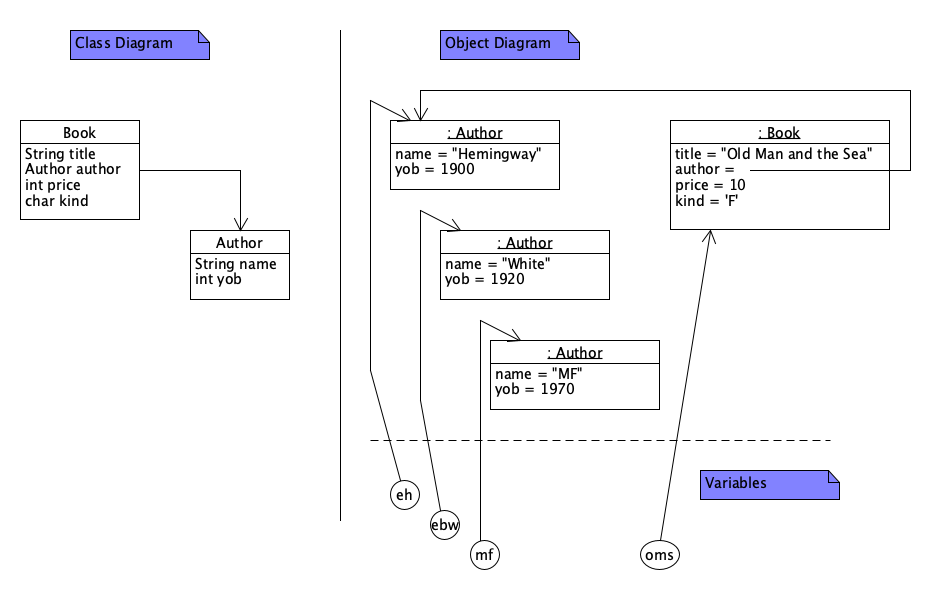 Class Diagram
Object Diagram
Book
String title
Author author
int price
char kind
Author
String name
int yob
: Author
name = "Hemingway"
yob = 1900
: Book
title = "Old Man and the Sea"
author =
price = 10
kind = 'F'
: Author
name = "White"
yob = 1920
: Author
name = "MF"
yob = 1970
Variables
eh
ebw
mf
oms